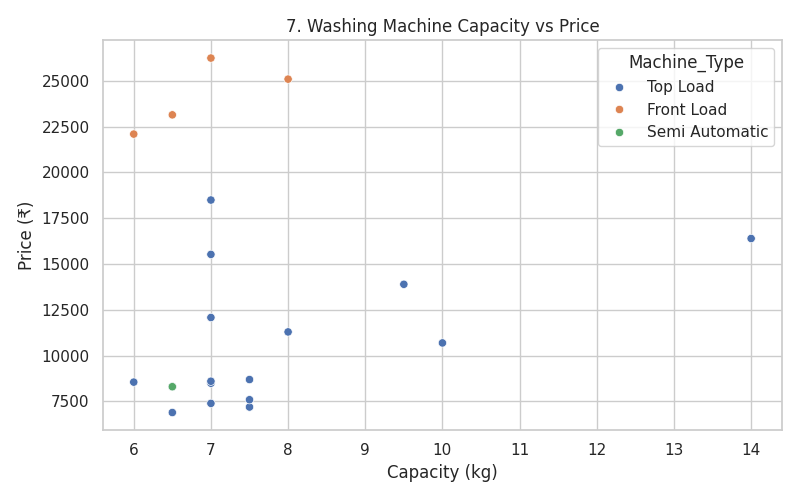 7. Washing Machine Capacity vs Price
Machine_Type
Top Load
Front Load
Semi Automatic
Price (₹)
25000
22500
20000
17500
15000
12500
10000
7500
6 7 8 9 10 11 12 13 14
Capacity (kg)